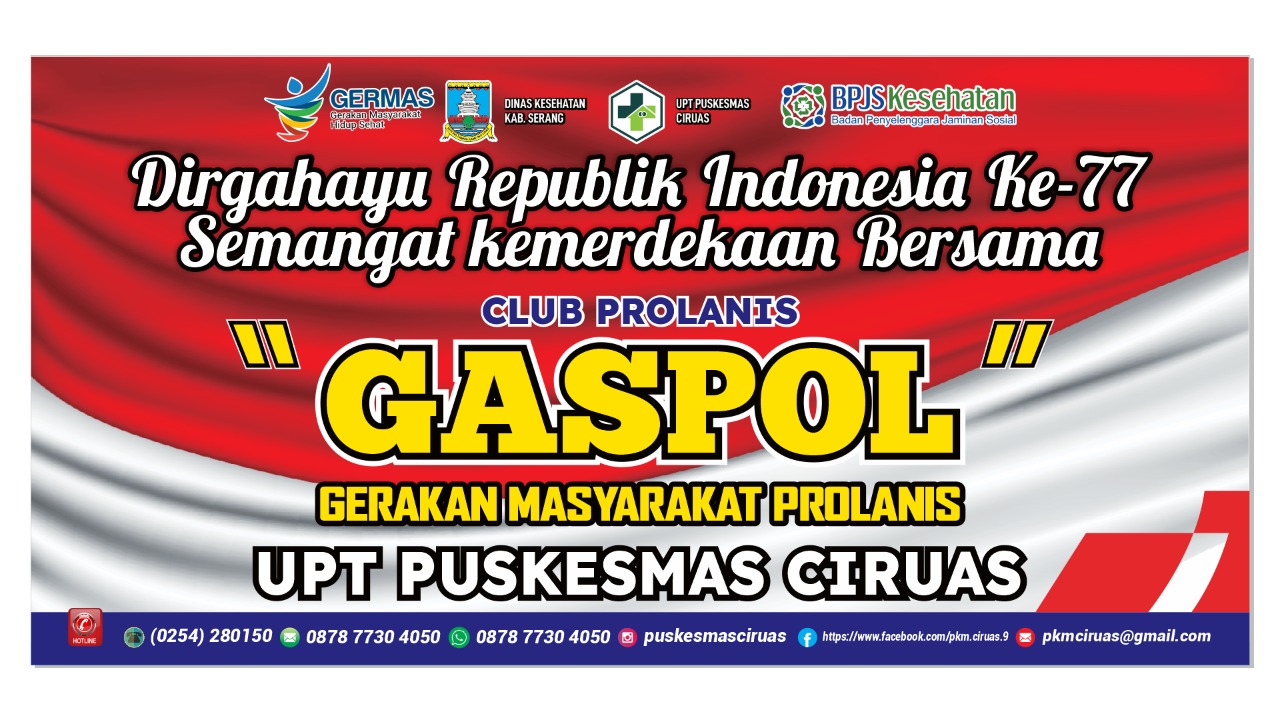 GERMAS
Gerakan Masyarakat
Hidup Sehat
DINAS KESEHATAN
KAB. SERANG
UPT PUSKESMAS
CIRUAS
BPJS Kesehatan
Badan Penyelenggara Jaminan Sosial
Dirgahayu Republik Indonesia Ke-77
Semangat kemerdekaan Bersama
CLUB PROLANIS
"GASPOL"
GERAKAN MASYARAKAT PROLANIS
UPT PUSKESMAS CIRUAS
HOTLINE
(0254) 280150 0878 7730 4050 0878 7730 4050 puskesmasciruas https://www.facebook.com/pkm.ciruas.9 pkmciruas@gmail.com